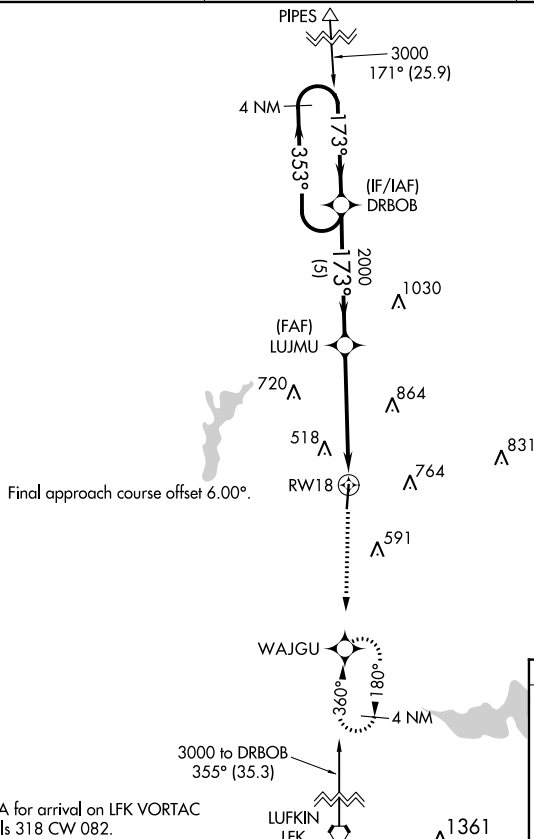 PIPES
3000
171° (25.9)
4 NM
173°
353°
(IF/IAF)
DRBOB
2000
173°
(5)
1030
(FAF)
LUJMU
720
864
518
831
764
RW18
Final approach course offset 6.00°.
591
WAJGU
360°
180°
4 NM
3000 to DRBOB
355° (35.3)
A for arrival on LFK VORTAC
ls 318 CW 082.
LUFKIN
LFK
1361